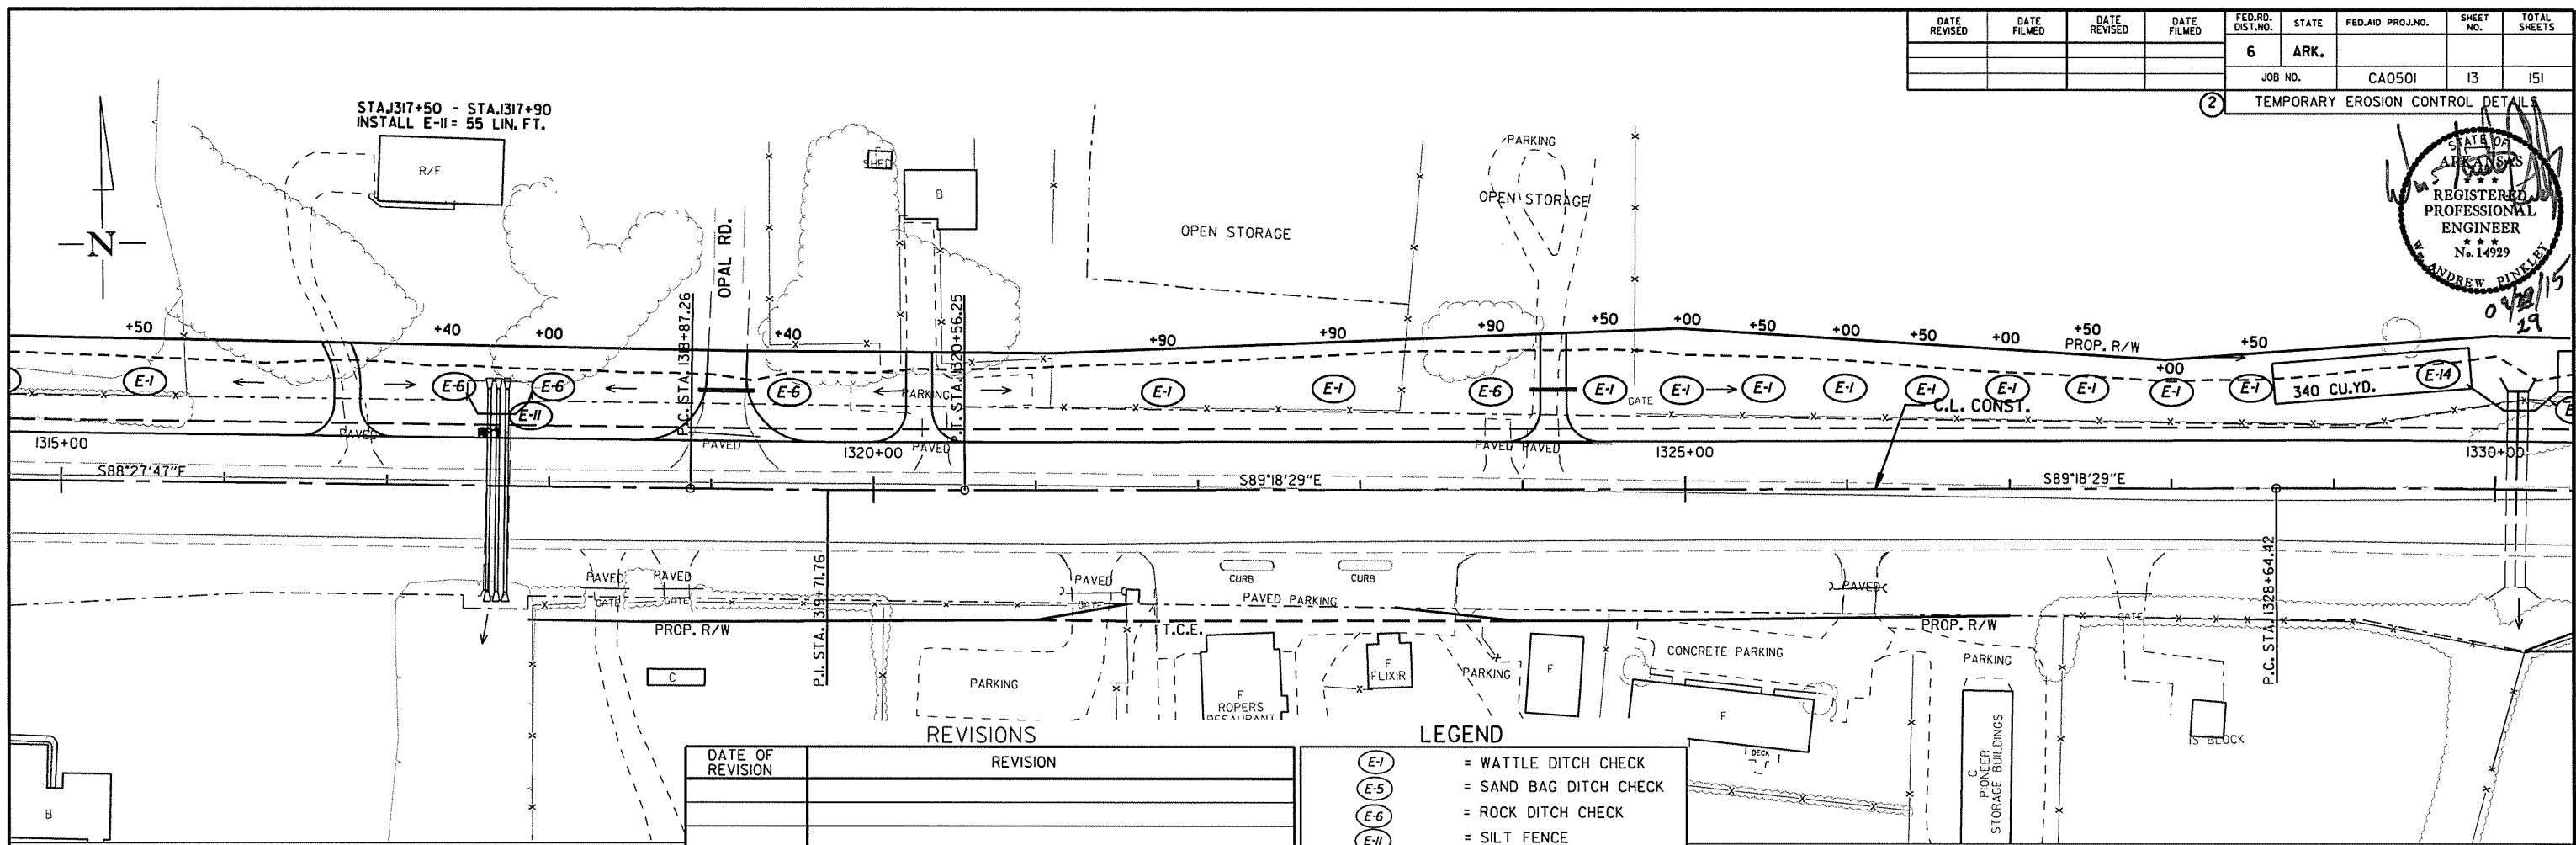 DATE REVISED
DATE FILMED
DATE REVISED
DATE FILMED
FED.RD. DIST.NO.
STATE
FED.AID PROJ.NO.
SHEET NO.
TOTAL SHEETS
6
ARK.
JOB NO.
CA0501
13
151
2
TEMPORARY EROSION CONTROL DETAILS
STATE OF
ARKANSAS
★ ★ ★
REGISTERED
PROFESSIONAL
ENGINEER
★ ★ ★
No. 14929
W. ANDREW PINKLEY
STA.1317+50 - STA.1317+90
INSTALL E-11 = 55 LIN. FT.
R/F
N
SHED
B
OPAL RD.
OPEN STORAGE
PARKING
OPEN STORAGE
+50
+40
+00
P.C. STA. 1318+87.26
+40
P.T. STA. 1320+56.25
+90
+90
+90
+50
+00
+50
+00
+50
+00
+50
PROP. R/W
+00
+50
E-1
E-6
E-6
E-11
E-6
PARKING
E-1
E-1
E-6
E-1
E-1
E-1
E-1
E-1
E-1
E-1
E-1
E-1
340 CU.YD.
E-14
GATE
C.L. CONST.
1315+00
PAVED
PAVED
1320+00
PAVED
PAVED
PAVED
1325+00
1330+00
S88°27'47"E
S89°18'29"E
S89°18'29"E
P.I. STA. 1319+71.76
P.C. STA. 1328+64.42
PAVED
PAVED
GATE
GATE
PROP. R/W
PAVED
GATE
CURB
CURB
PAVED PARKING
T.C.E.
PAVED
PROP. R/W
GATE
C
PARKING
F
ROPERS
RESAURANT
F
FLIXIR
PARKING
F
CONCRETE PARKING
F
DECK
PARKING
C
PIONEER
STORAGE BUILDINGS
IS BLOCK
B
REVISIONS
DATE OF REVISION
REVISION
LEGEND
E-1 = WATTLE DITCH CHECK
E-5 = SAND BAG DITCH CHECK
E-6 = ROCK DITCH CHECK
E-11 = SILT FENCE